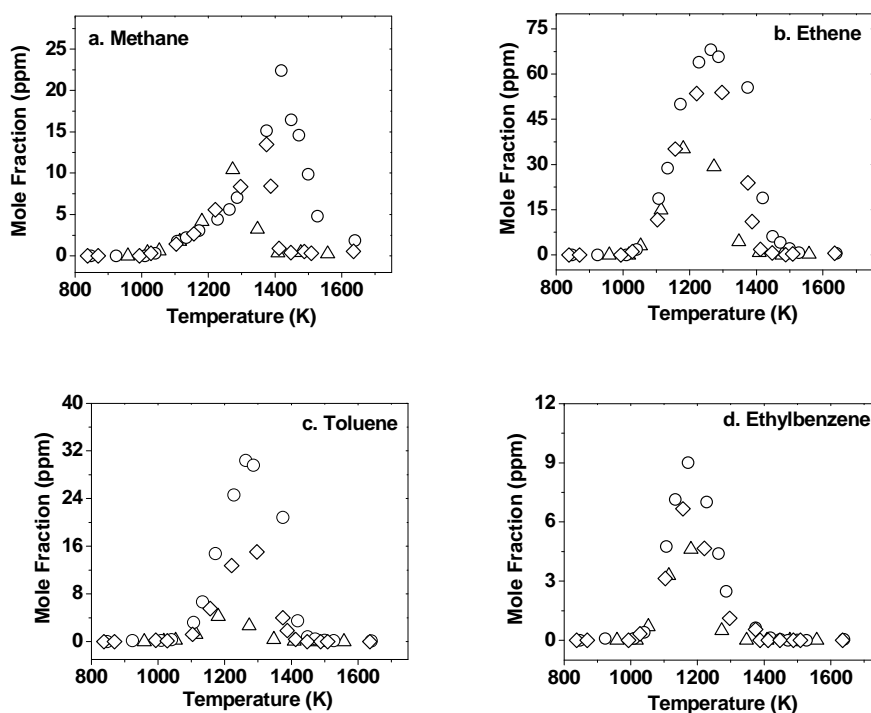 a. Methane
Mole Fraction (ppm)
25
20
15
10
5
0
800 1000 1200 1400 1600
Temperature (K)
b. Ethene
Mole Fraction (ppm)
75
60
45
30
15
0
800 1000 1200 1400 1600
Temperature (K)
c. Toluene
Mole Fraction (ppm)
40
32
24
16
8
0
800 1000 1200 1400 1600
Temperature (K)
d. Ethylbenzene
Mole Fraction (ppm)
12
9
6
3
0
800 1000 1200 1400 1600
Temperature (K)